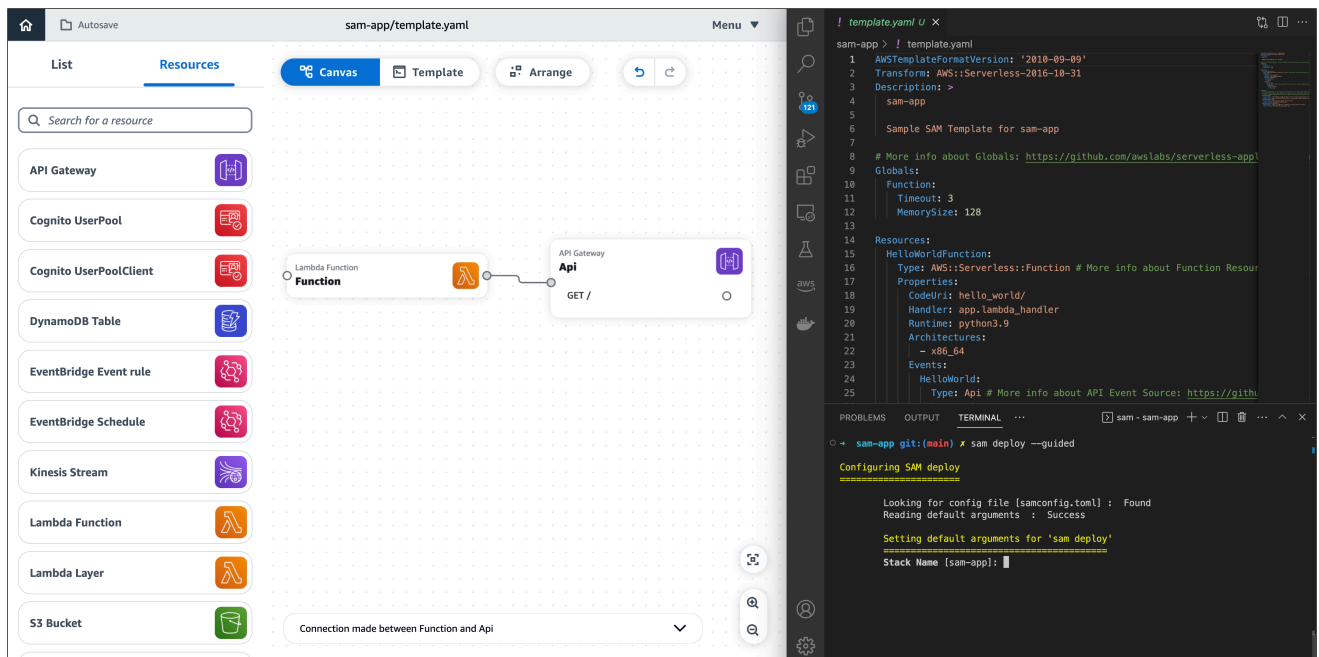 Autosave
sam-app/template.yaml
Menu
List
Resources
Canvas
Template
Arrange
Search for a resource
API Gateway
Cognito UserPool
Cognito UserPoolClient
DynamoDB Table
EventBridge Event rule
EventBridge Schedule
Kinesis Stream
Lambda Function
Lambda Layer
S3 Bucket
Lambda Function
Function
API Gateway
Api
GET /
Connection made between Function and Api
121
aws
! template.yaml U ×
sam-app > ! template.yaml
1 AWSTemplateFormatVersion: '2010-09-09'
2 Transform: AWS::Serverless-2016-10-31
3 Description: >
4 sam-app
5
6 Sample SAM Template for sam-app
7
8 # More info about Globals: https://github.com/awslabs/serverless-appl
9 Globals:
10 Function:
11 Timeout: 3
12 MemorySize: 128
13
14 Resources:
15 HelloWorldFunction:
16 Type: AWS::Serverless::Function # More info about Function Resour
17 Properties:
18 CodeUri: hello_world/
19 Handler: app.lambda_handler
20 Runtime: python3.9
21 Architectures:
22 - x86_64
23 Events:
24 HelloWorld:
25 Type: Api # More info about API Event Source: https://githu
PROBLEMS OUTPUT TERMINAL ··· sam - sam-app
→ sam-app git:(main) ✗ sam deploy --guided
Configuring SAM deploy
======================
Looking for config file [samconfig.toml] : Found
Reading default arguments : Success
Setting default arguments for 'sam deploy'
=========================================
Stack Name [sam-app]: